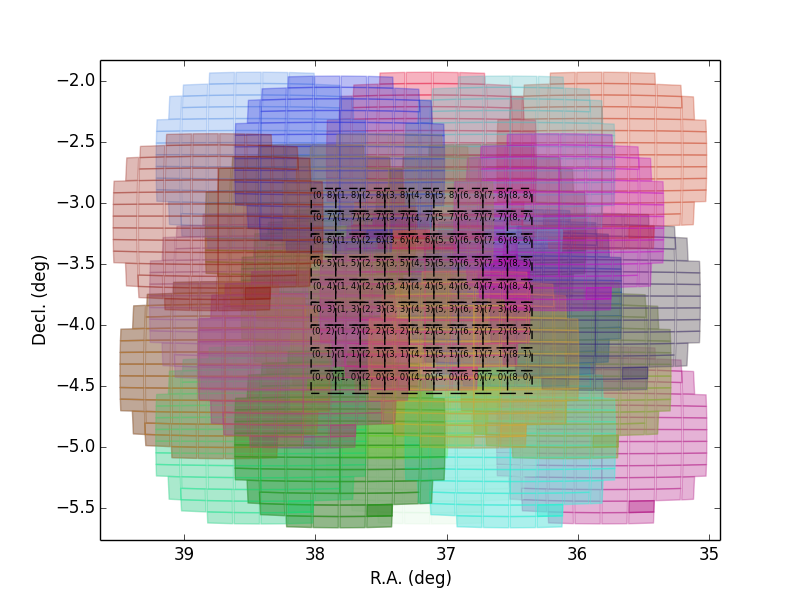 −2.0
−2.5
−3.0
−3.5
−4.0
−4.5
−5.0
−5.5
Decl. (deg)
(0, 8) (1, 8) (2, 8) (3, 8) (4, 8) (5, 8) (6, 8) (7, 8) (8, 8)
(0, 7) (1, 7) (2, 7) (3, 7) (4, 7) (5, 7) (6, 7) (7, 7) (8, 7)
(0, 6) (1, 6) (2, 6) (3, 6) (4, 6) (5, 6) (6, 6) (7, 6) (8, 6)
(0, 5) (1, 5) (2, 5) (3, 5) (4, 5) (5, 5) (6, 5) (7, 5) (8, 5)
(0, 4) (1, 4) (2, 4) (3, 4) (4, 4) (5, 4) (6, 4) (7, 4) (8, 4)
(0, 3) (1, 3) (2, 3) (3, 3) (4, 3) (5, 3) (6, 3) (7, 3) (8, 3)
(0, 2) (1, 2) (2, 2) (3, 2) (4, 2) (5, 2) (6, 2) (7, 2) (8, 2)
(0, 1) (1, 1) (2, 1) (3, 1) (4, 1) (5, 1) (6, 1) (7, 1) (8, 1)
(0, 0) (1, 0) (2, 0) (3, 0) (4, 0) (5, 0) (6, 0) (7, 0) (8, 0)
39 38 37 36 35
R.A. (deg)